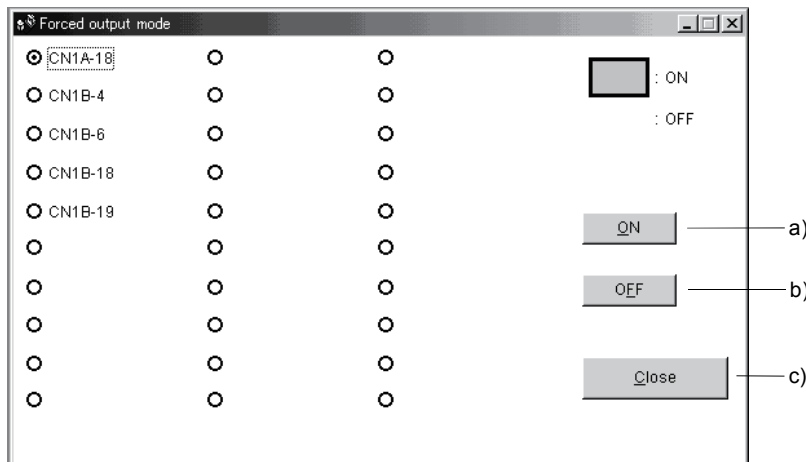 Forced output mode
CN1A-18
CN1B-4
CN1B-6
CN1B-18
CN1B-19
: ON
: OFF
ON
a)
OFF
b)
Close
c)